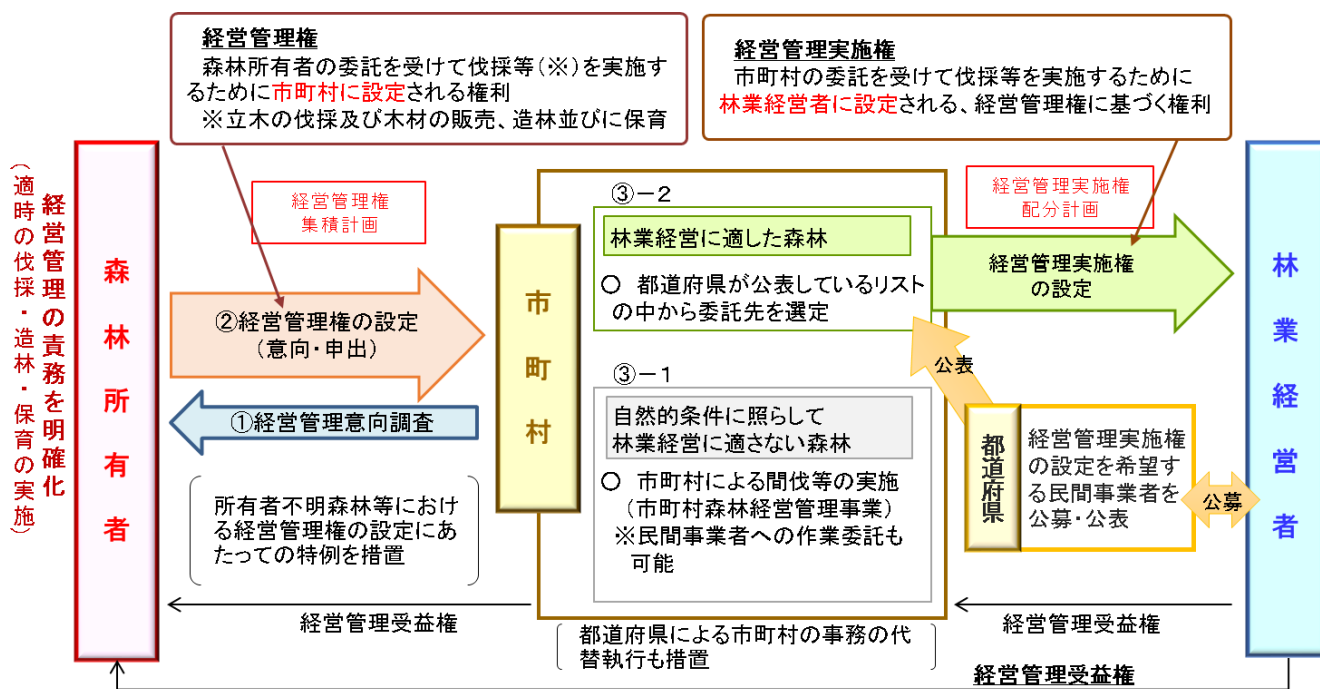 経営管理権
森林所有者の委託を受けて伐採等(※)を実施す
るために市町村に設定される権利
※立木の伐採及び木材の販売、造林並びに保育
経営管理実施権
市町村の委託を受けて伐採等を実施するために
林業経営者に設定される、経営管理権に基づく権利
経営管理の責務を明確化
(適時の伐採・造林・保育の実施)
森林所有者
経営管理権
集積計画
②経営管理権の設定
(意向・申出)
①経営管理意向調査
所有者不明森林等における
経営管理権の設定にあ
たっての特例を措置
経営管理受益権
市町村
③-2
林業経営に適した森林
○ 都道府県が公表しているリスト
の中から委託先を選定
③-1
自然的条件に照らして
林業経営に適さない森林
○ 市町村による間伐等の実施
(市町村森林経営管理事業)
※民間事業者への作業委託も
可能
都道府県による市町村の事務の代
替執行も措置
経営管理実施権
配分計画
経営管理実施権
の設定
公表
都道府県
経営管理実施権
の設定を希望す
る民間事業者を
公募・公表
公募
経営管理受益権
経営管理受益権
林業経営者